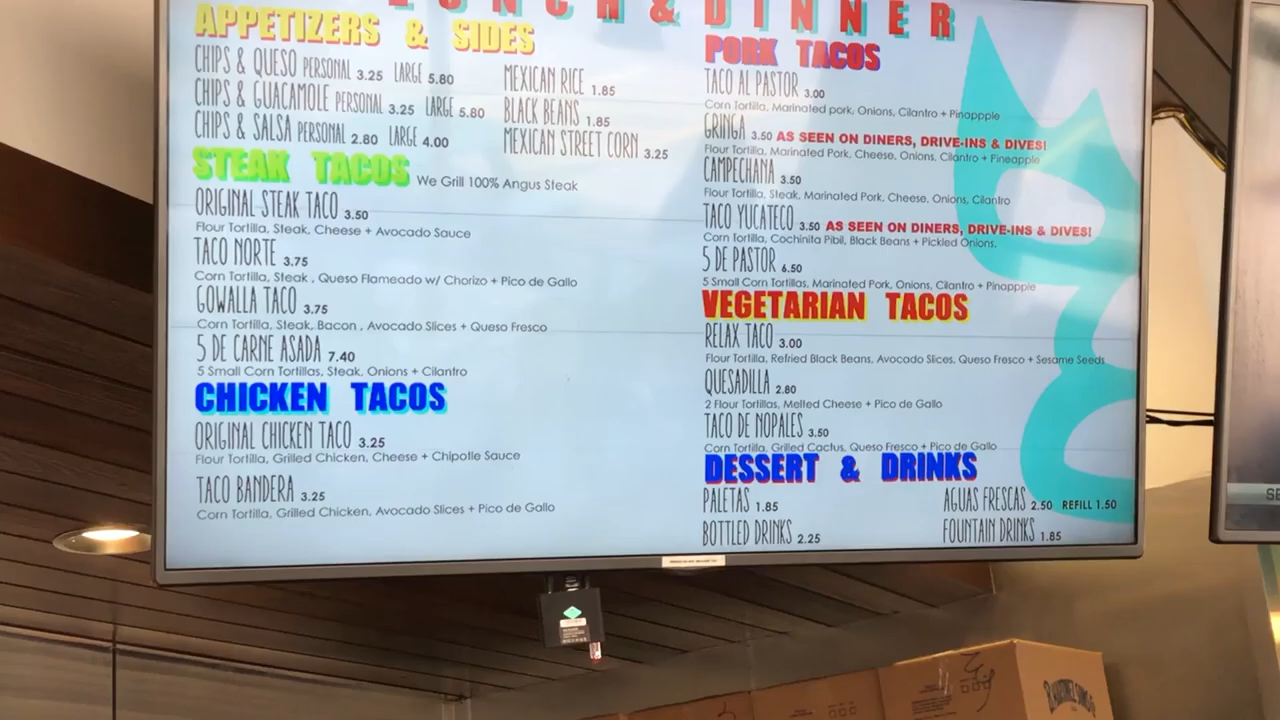 LUNCH & DINNER
APPETIZERS & SIDES
CHIPS & QUESO PERSONAL 3.25 LARGE 5.80
CHIPS & GUACAMOLE PERSONAL 3.25 LARGE 5.80
CHIPS & SALSA PERSONAL 2.80 LARGE 4.00
MEXICAN RICE 1.85
BLACK BEANS 1.85
MEXICAN STREET CORN 3.25
STEAK TACOS We Grill 100% Angus Steak
ORIGINAL STEAK TACO 3.50
Flour Tortilla, Steak, Cheese + Avocado Sauce
TACO NORTE 3.75
Corn Tortilla, Steak , Queso Flameado w/ Chorizo + Pico de Gallo
GOWALLA TACO 3.75
Corn Tortilla, Steak, Bacon , Avocado Slices + Queso Fresco
5 DE CARNE ASADA 7.40
5 Small Corn Tortillas, Steak, Onions + Cilantro
CHICKEN TACOS
ORIGINAL CHICKEN TACO 3.25
Flour Tortilla, Grilled Chicken, Cheese + Chipotle Sauce
TACO BANDERA 3.25
Corn Tortilla, Grilled Chicken, Avocado Slices + Pico de Gallo
PORK TACOS
TACO AL PASTOR 3.00
Corn Tortilla, Marinated pork, Onions, Cilantro + Pinappple
GRINGA 3.50 AS SEEN ON DINERS, DRIVE-INS & DIVES!
Flour Tortilla, Marinated Pork, Cheese, Onions, Cilantro + Pineapple
CAMPECHANA 3.50
Flour Tortilla, Steak, Marinated Pork, Cheese, Onions, Cilantro
TACO YUCATECO 3.50 AS SEEN ON DINERS, DRIVE-INS & DIVES!
Corn Tortilla, Cochinita Pibil, Black Beans + Pickled Onions.
5 DE PASTOR 6.50
5 Small Corn Tortillas, Marinated Pork, Onions, Cilantro + Pinappple
VEGETARIAN TACOS
RELAX TACO 3.00
Flour Tortilla, Refried Black Beans, Avocado Slices, Queso Fresco + Sesame Seeds
QUESADILLA 2.80
2 Flour Tortillas, Melted Cheese + Pico de Gallo
TACO DE NOPALES 3.50
Corn Tortilla, Grilled Cactus, Queso Fresco + Pico de Gallo
DESSERT & DRINKS
PALETAS 1.85
BOTTLED DRINKS 2.25
AGUAS FRESCAS 2.50 REFILL 1.50
FOUNTAIN DRINKS 1.85
SE